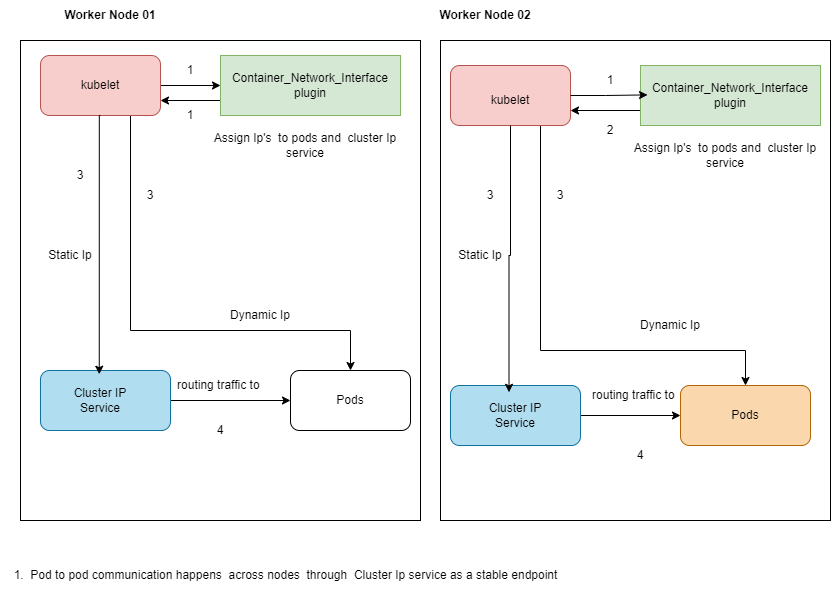 Worker Node 01
Worker Node 02
kubelet
1
Container_Network_Interface
plugin
1
Assign Ip's to pods and cluster Ip
service
3
3
Static Ip
Dynamic Ip
Cluster IP
Service
routing traffic to
4
Pods
kubelet
1
Container_Network_Interface
plugin
2
Assign Ip's to pods and cluster Ip
service
3
3
Static Ip
Dynamic Ip
Cluster IP
Service
routing traffic to
4
Pods
1. Pod to pod communication happens across nodes through Cluster Ip service as a stable endpoint